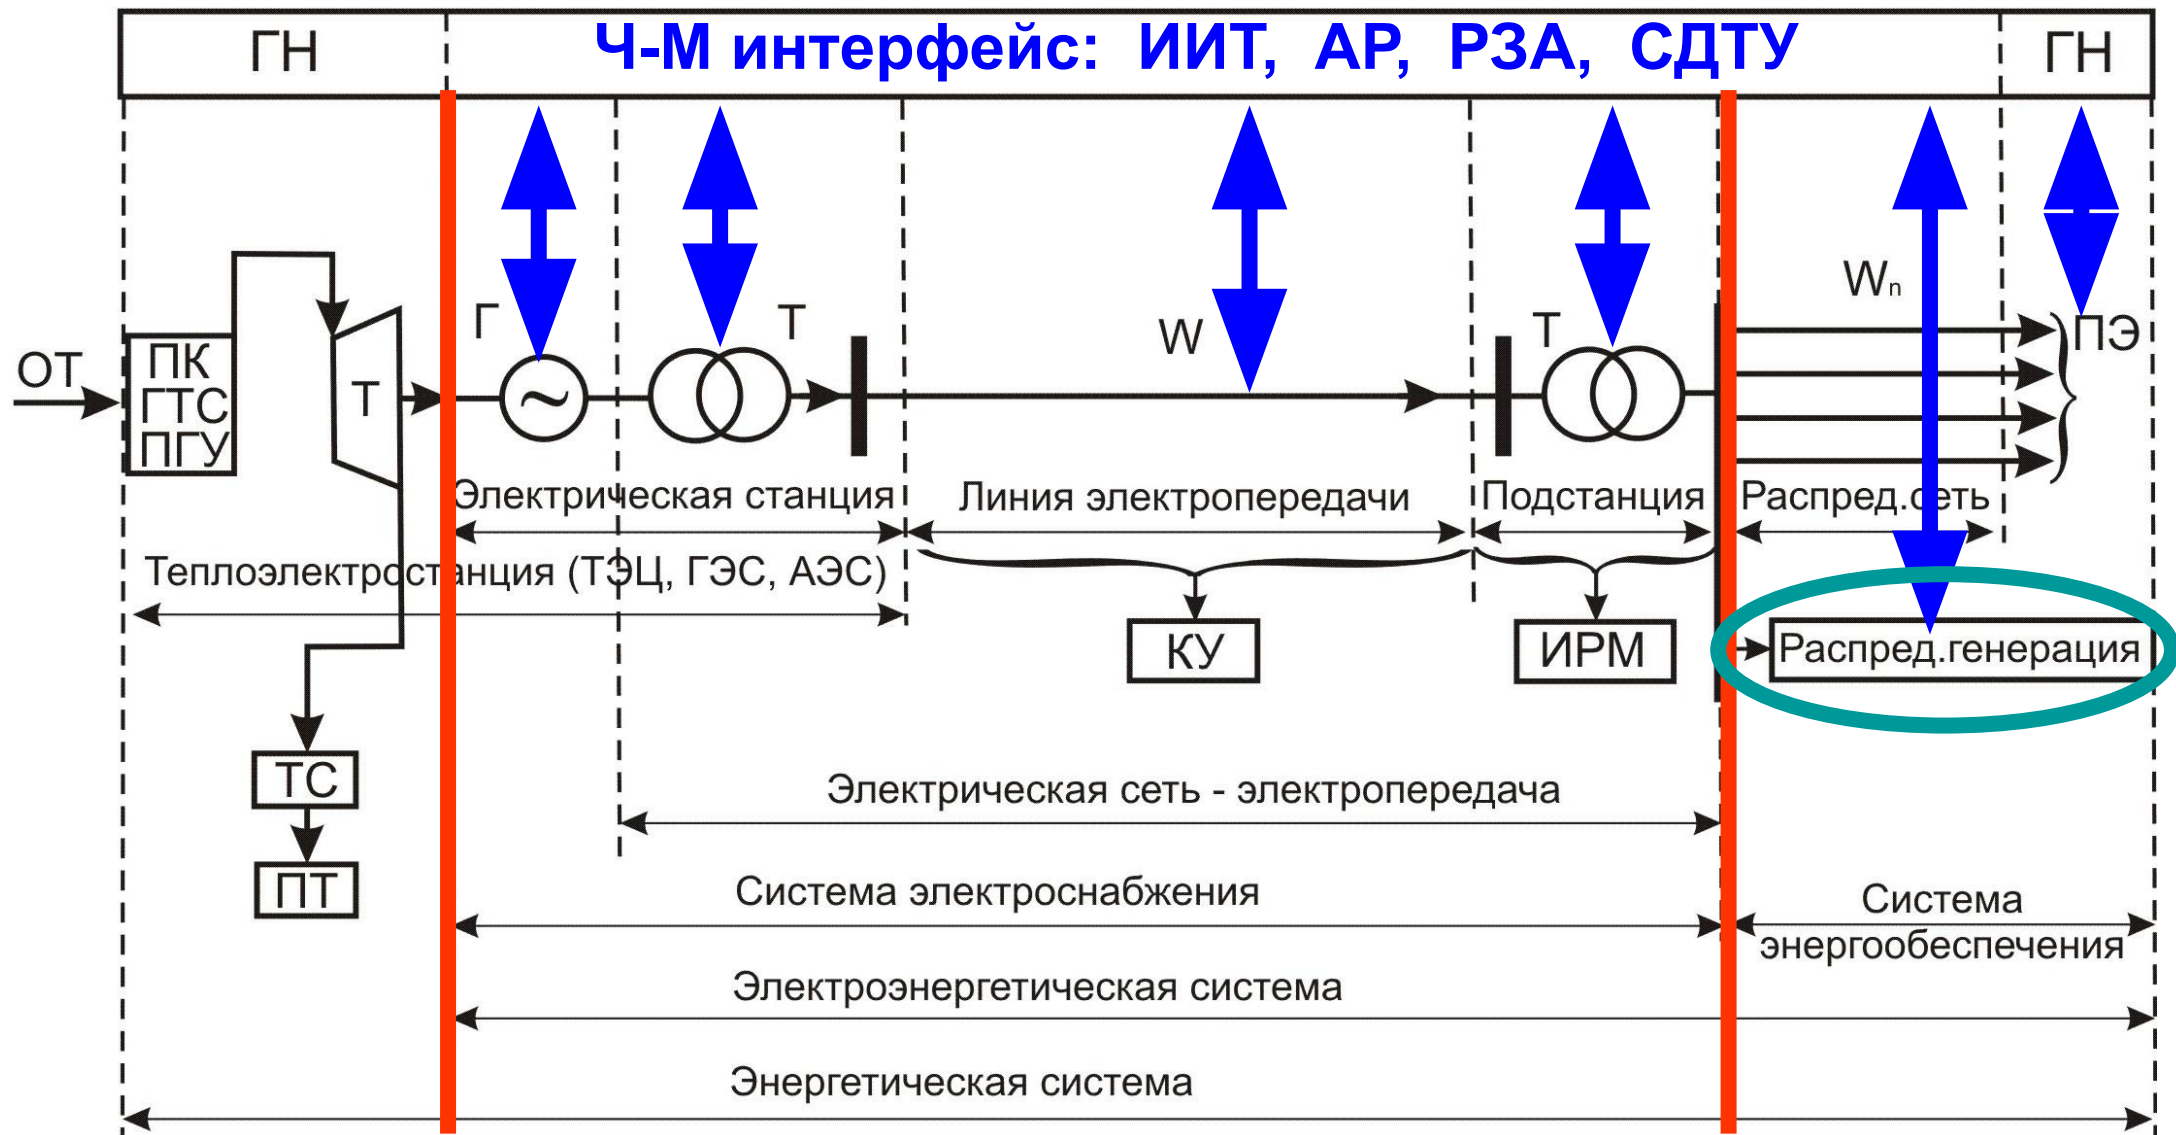 ГН
Ч-М интерфейс: ИИТ, АР, РЗА, СДТУ
ГН
ОТ
ПК
ГТС
ПГУ
Т
Г
~
Т
W
Т
Wn
ПЭ
Электрическая станция
Линия электропередачи
Подстанция
Распред.сеть
Теплоэлектростанция (ТЭЦ, ГЭС, АЭС)
КУ
ИРМ
Распред.генерация
ТС
ПТ
Электрическая сеть - электропередача
Система электроснабжения
Система
энергообеспечения
Электроэнергетическая система
Энергетическая система